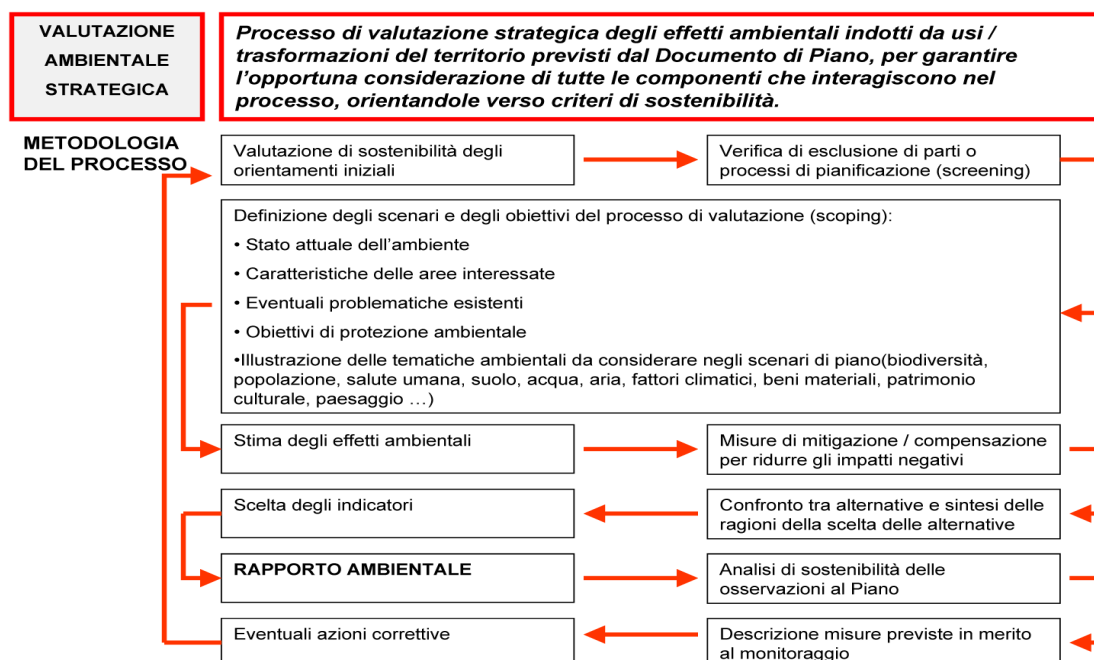 VALUTAZIONE
AMBIENTALE
STRATEGICA
Processo di valutazione strategica degli effetti ambientali indotti da usi /
trasformazioni del territorio previsti dal Documento di Piano, per garantire
l’opportuna considerazione di tutte le componenti che interagiscono nel
processo, orientandole verso criteri di sostenibilità.
METODOLOGIA
DEL PROCESSO
Valutazione di sostenibilità degli
orientamenti iniziali
Verifica di esclusione di parti o
processi di pianificazione (screening)
Definizione degli scenari e degli obiettivi del processo di valutazione (scoping):
• Stato attuale dell’ambiente
• Caratteristiche delle aree interessate
• Eventuali problematiche esistenti
• Obiettivi di protezione ambientale
•Illustrazione delle tematiche ambientali da considerare negli scenari di piano(biodiversità,
popolazione, salute umana, suolo, acqua, aria, fattori climatici, beni materiali, patrimonio
culturale, paesaggio …)
Stima degli effetti ambientali
Misure di mitigazione / compensazione
per ridurre gli impatti negativi
Scelta degli indicatori
Confronto tra alternative e sintesi delle
ragioni della scelta delle alternative
RAPPORTO AMBIENTALE
Analisi di sostenibilità delle
osservazioni al Piano
Eventuali azioni correttive
Descrizione misure previste in merito
al monitoraggio